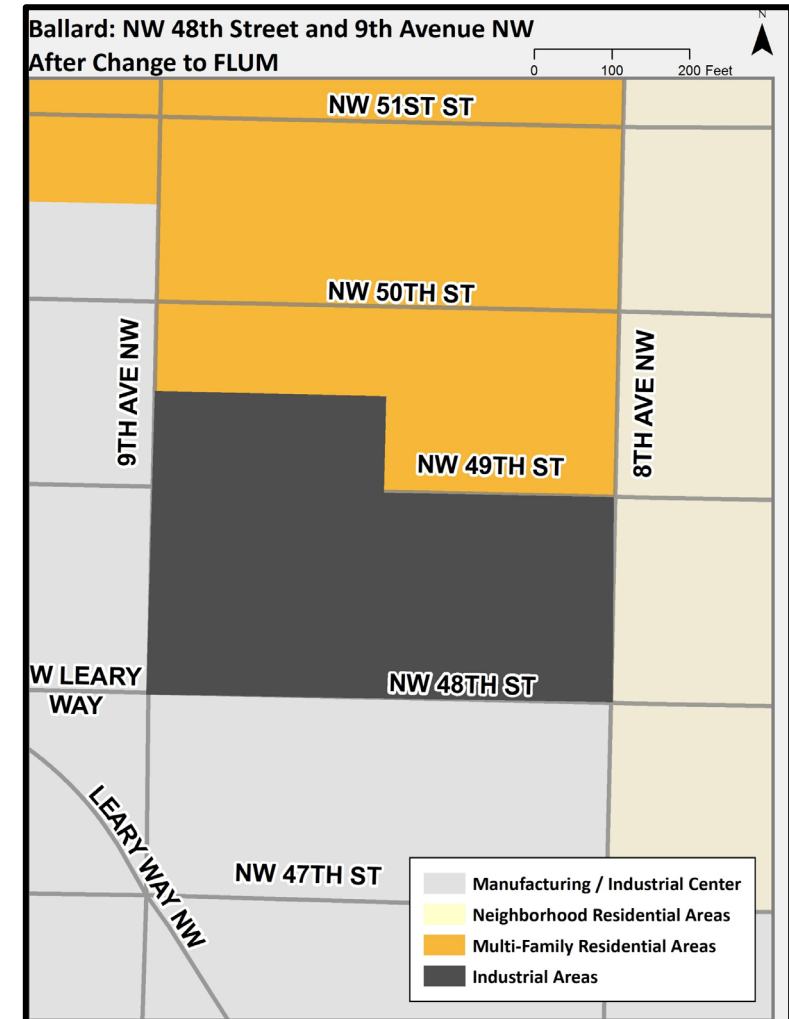 Ballard: NW 48th Street and 9th Avenue NW
After Change to FLUM
N
0 100 200 Feet
NW 51ST ST
NW 50TH ST
9TH AVE NW
8TH AVE NW
NW 49TH ST
W LEARY
WAY
NW 48TH ST
LEARY WAY NW
NW 47TH ST
Manufacturing / Industrial Center
Neighborhood Residential Areas
Multi-Family Residential Areas
Industrial Areas